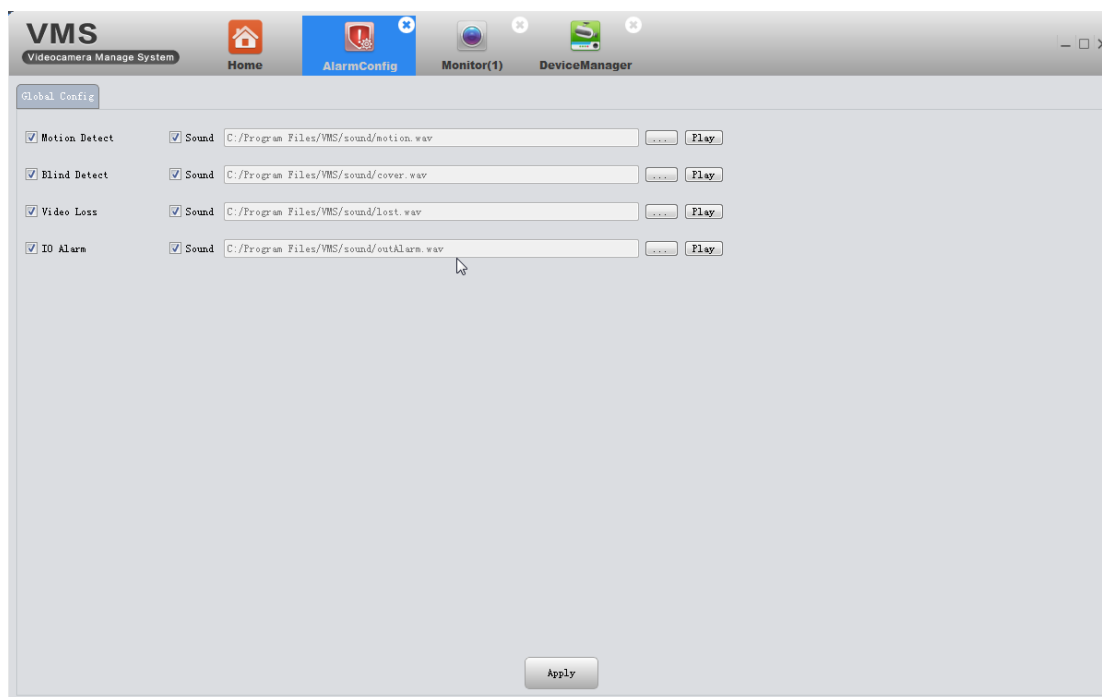 VMS
Videocamera Manage System
Home
AlarmConfig
Monitor(1)
DeviceManager
Global Config
Motion Detect Sound C:/Program Files/VMS/sound/motion.wav ... Play
Blind Detect Sound C:/Program Files/VMS/sound/cover.wav ... Play
Video Loss Sound C:/Program Files/VMS/sound/lost.wav ... Play
IO Alarm Sound C:/Program Files/VMS/sound/outAlarm.wav ... Play
Apply